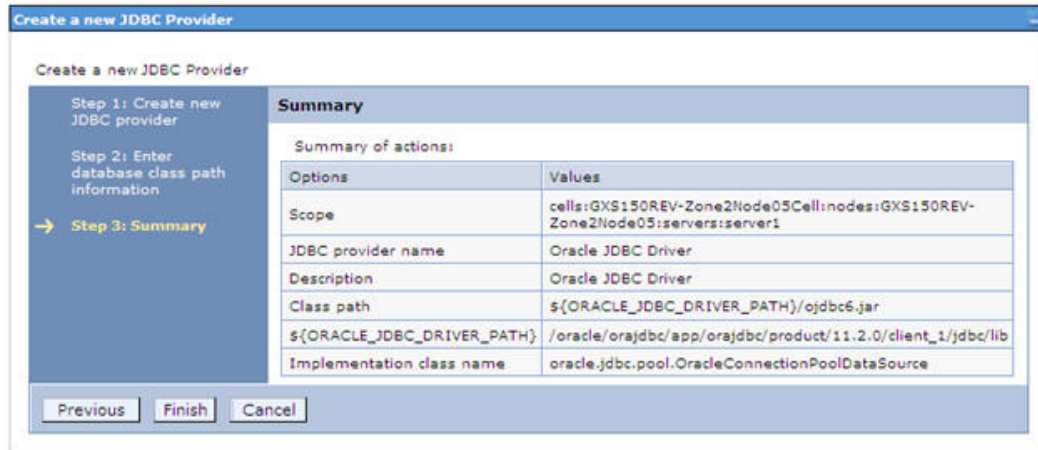 Create a new JDBC Provider
Create a new JDBC Provider
Step 1: Create new
JDBC provider
Step 2: Enter
database class path
information
Step 3: Summary
Summary
Summary of actions:
Options Values
Scope cells:GXS150REV-Zone2Node05Cell:nodes:GXS150REV-
Zone2Node05:servers:server1
JDBC provider name Oracle JDBC Driver
Description Oracle JDBC Driver
Class path ${ORACLE_JDBC_DRIVER_PATH}/ojdbc6.jar
${ORACLE_JDBC_DRIVER_PATH} /oracle/orajdbc/app/orajdbc/product/11.2.0/client_1/jdbc/lib
Implementation class name oracle.jdbc.pool.OracleConnectionPoolDataSource
Previous Finish Cancel